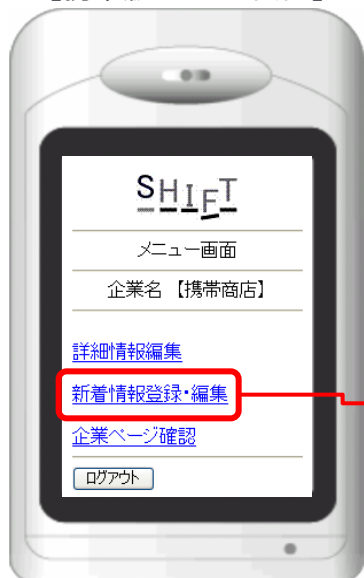 SHIFT
メニュー画面
企業名【携帯商店】
詳細情報編集
新着情報登録・編集
企業ページ確認
ログアウト